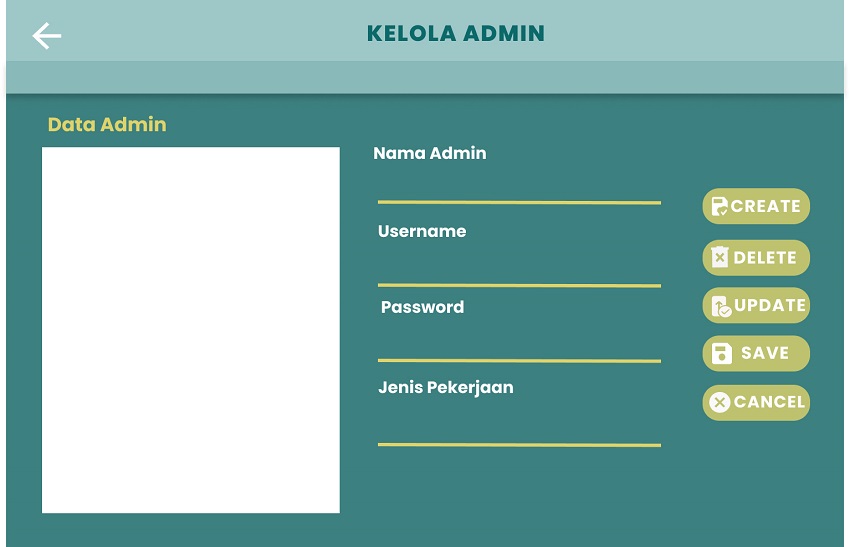 KELOLA ADMIN
Data Admin
Nama Admin
Username
Password
Jenis Pekerjaan
CREATE
DELETE
UPDATE
SAVE
CANCEL